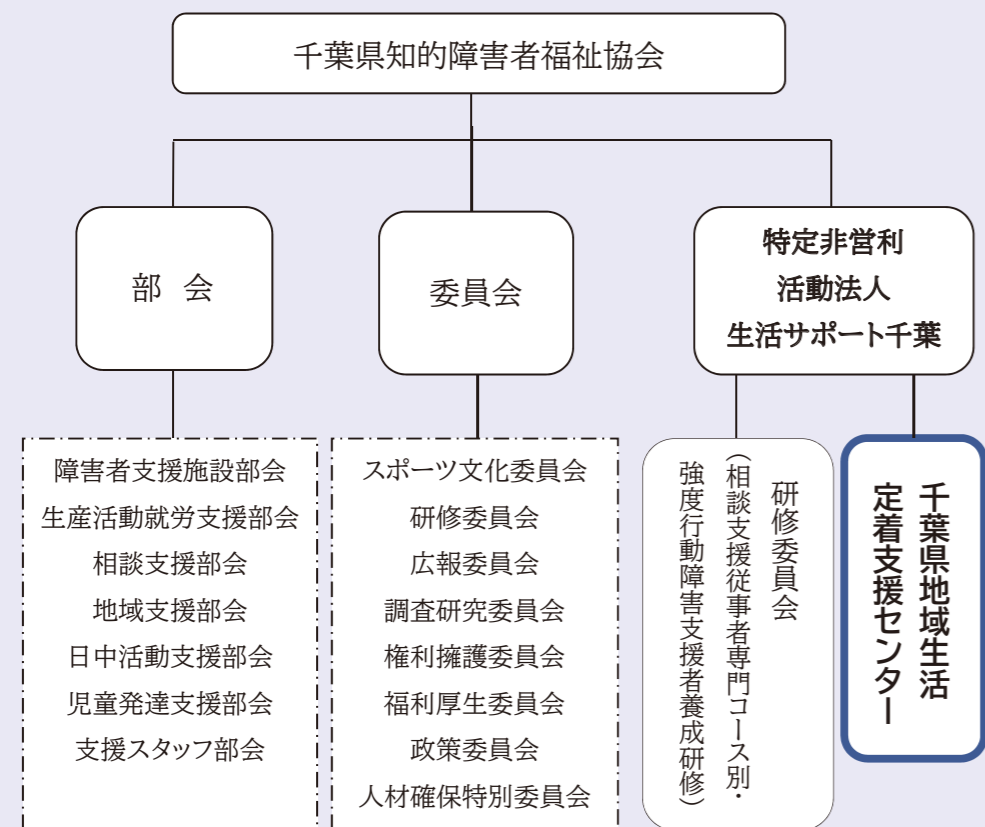 千葉県知的障害者福祉協会
部 会
委員会
特定非営利
活動法人
生活サポート千葉
障害者支援施設部会
生産活動就労支援部会
相談支援部会
地域支援部会
日中活動支援部会
児童発達支援部会
支援スタッフ部会
スポーツ文化委員会
研修委員会
広報委員会
調査研究委員会
権利擁護委員会
福利厚生委員会
政策委員会
人材確保特別委員会
研修委員会
（相談支援従事者専門コース別・
強度行動障害支援者養成研修）
千葉県地域生活
定着支援センター